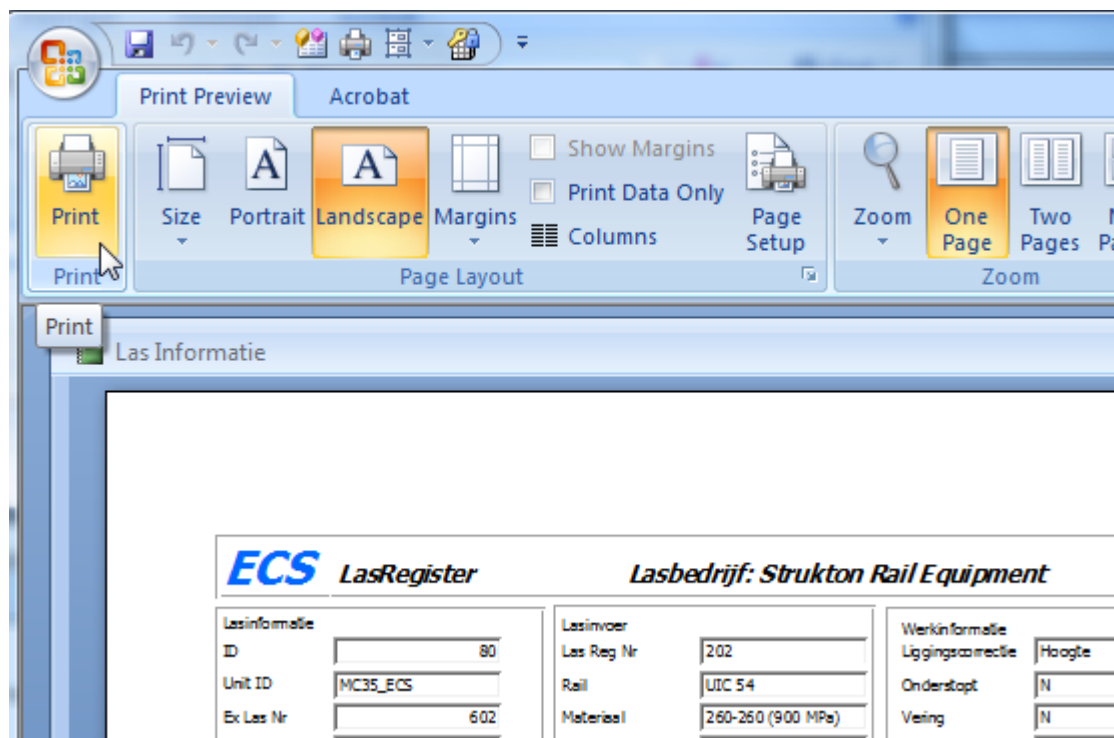 Print Preview Acrobat
Show Margins
Print Data Only
Print Size Portrait Landscape Margins Columns Page Setup Zoom One Page Two Pages
Print Page Layout Zoom
Print
Las Informatie
ECS LasRegister Lasbedrijf: Strukton Rail Equipment
Lasinformatie Lasinvoer Werkinformatie
ID 80 Las Reg Nr 202 Liggingscorrectie Hoogte
Unit ID MC35_ECS Rail UIC 54 Onderstopt N
Ex Las Nr 602 Materiaal 260-260 (900 MPa) Vering N